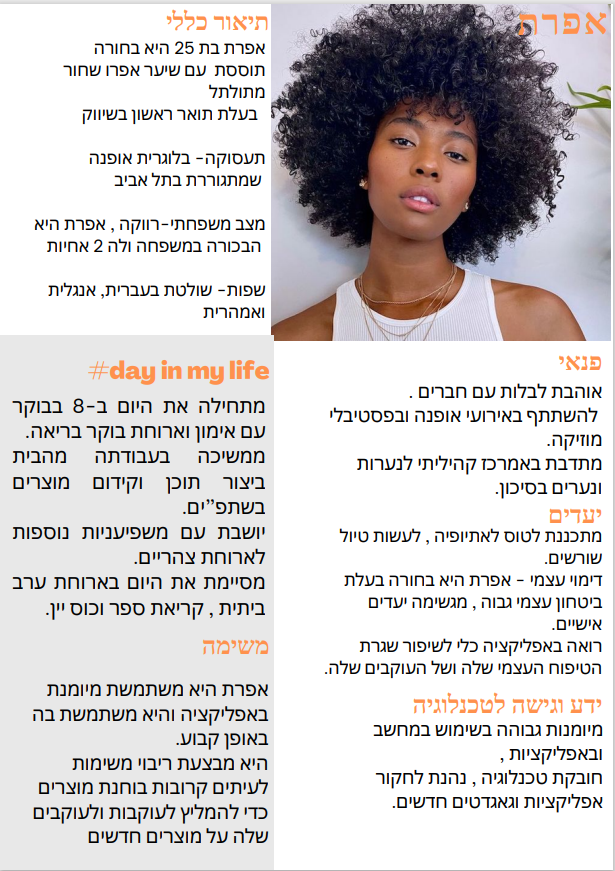 אפרת
תיאור כללי
אפרת בת 25 היא בחורה
תוססת  עם שיער אפרו שחור
מתולתל
בעלת תואר ראשון בשיווק
תעסוקה- בלוגרית אופנה
שמתגוררת בתל אביב
מצב משפחתי-רווקה , אפרת היא
הבכורה במשפחה ולה 2 אחיות
שפות- שולטת בעברית, אנגלית
ואמהרית
#day in my life
מתחילה את היום ב-8 בבוקר
עם אימון וארוחת בוקר בריאה.
ממשיכה בעבודתה מהבית
ביצור תוכן וקידום מוצרים
בשתפ"ים.
יושבת עם משפיעניות נוספות
לארוחת צהריים.
מסיימת את היום בארוחת ערב
ביתית , קריאת ספר וכוס יין.
משימה
אפרת היא משתמשת מיומנת
באפליקציה והיא משתמשת בה
באופן קבוע.
היא מבצעת ריבוי משימות
לעיתים קרובות בוחנת מוצרים
כדי להמליץ לעוקבות ולעוקבים
שלה על מוצרים חדשים
פנאי
אוהבת לבלות עם חברים .
להשתתף באירועי אופנה ובפסטיבלי
מוזיקה.
מתדבת באמרכז קהיליתי לנערות
ונערים בסיכון.
יעדים
מתכננת לטוס לאתיופיה , לעשות טיול
שורשים.
דימוי עצמי - אפרת היא בחורה בעלת
ביטחון עצמי גבוה , מגשימה יעדים
אישיים.
רואה באפליקציה כלי לשיפור שגרת
הטיפוח העצמי שלה ושל העוקבים שלה.
ידע וגישה לטכנלוגיה
מיומנות גבוהה בשימוש במחשב
ובאפליקציות ,
חובקת טכנלוגיה , נהנת לחקור
אפליקציות וגאגדטים חדשים.